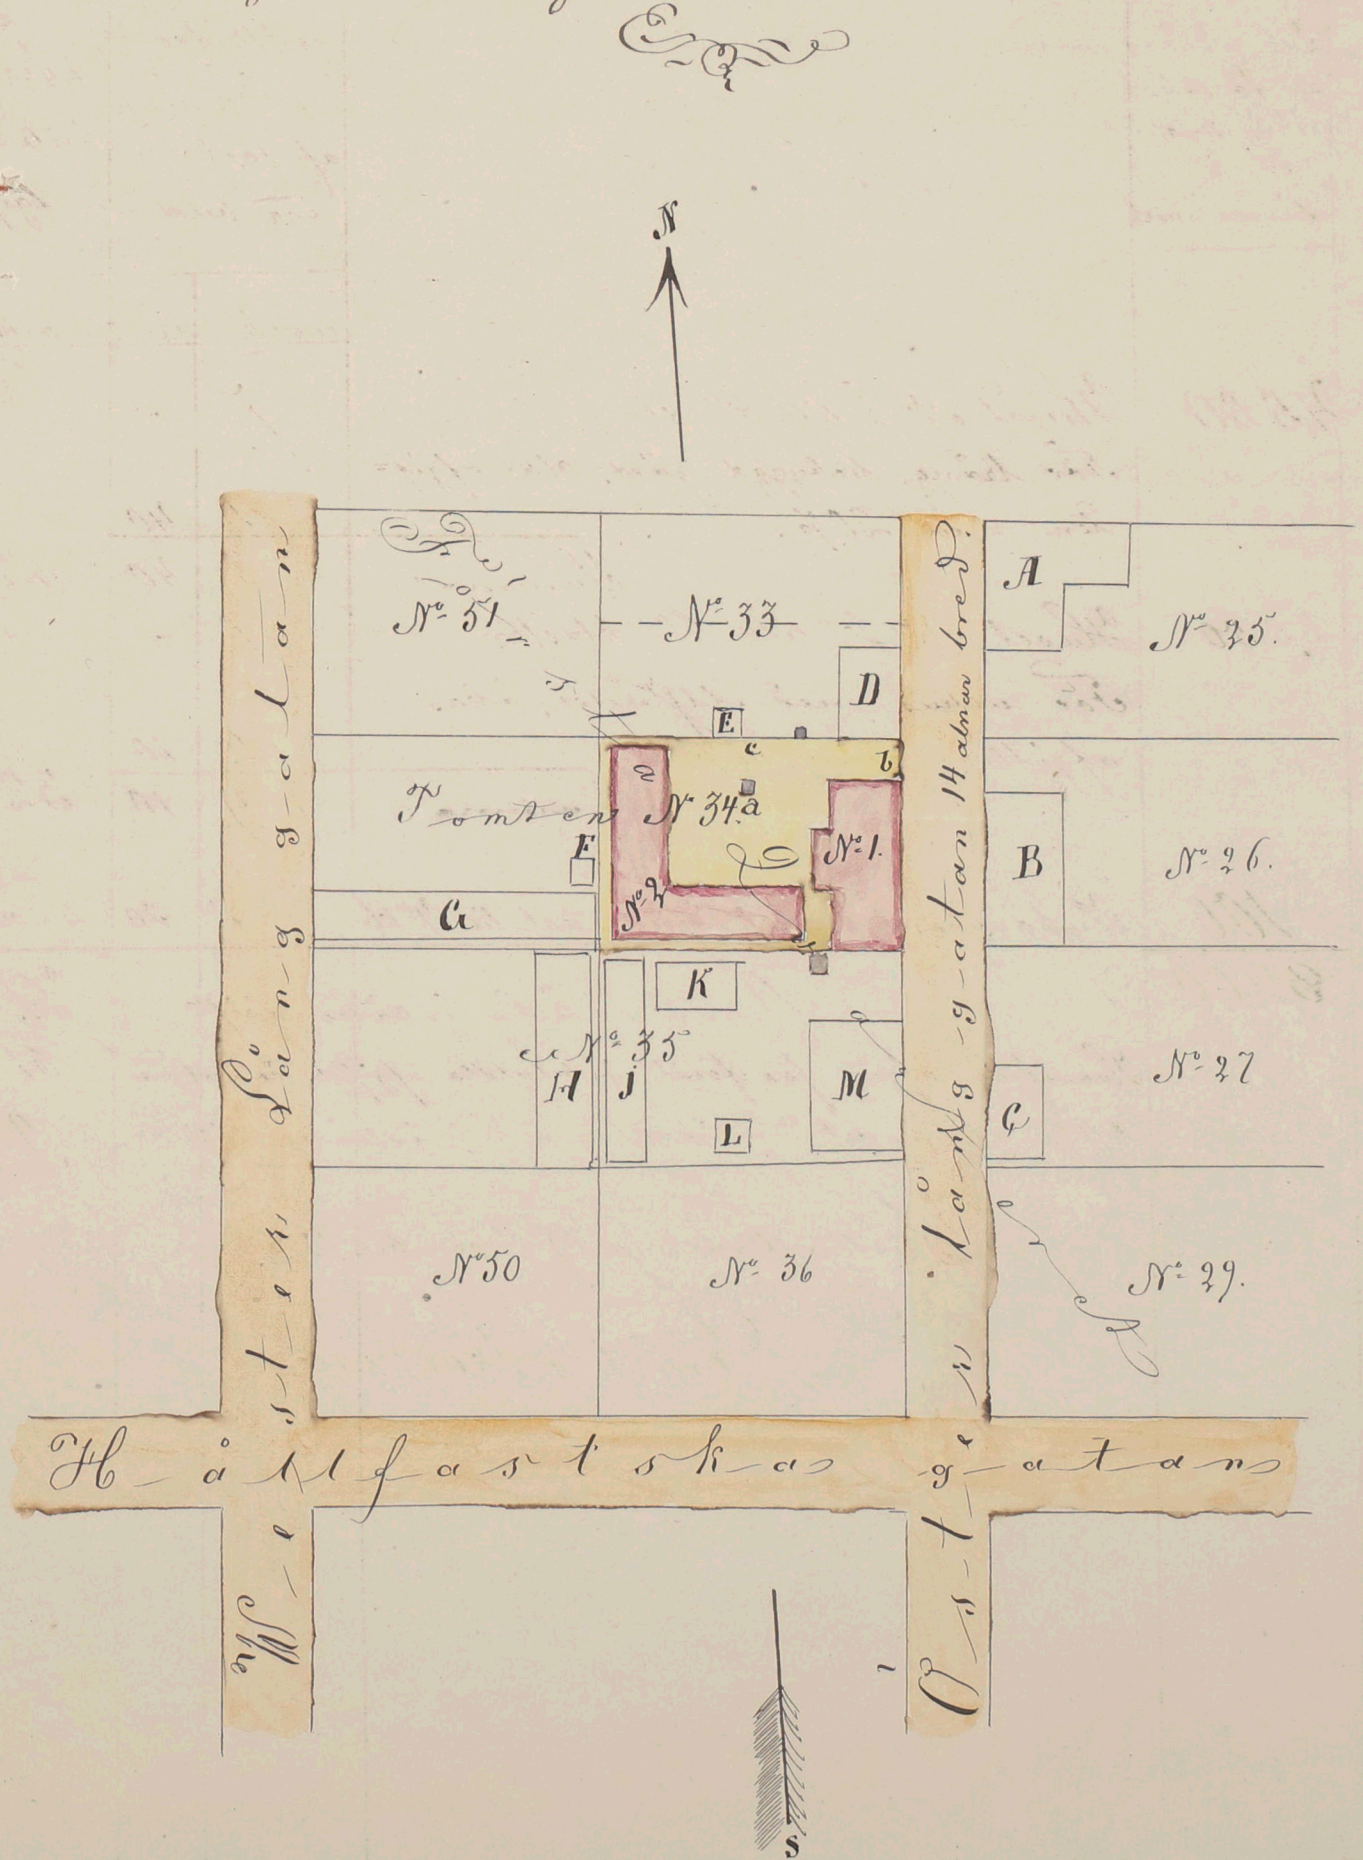 N
Nº 51
Nº 33
A
Nº 25.
D
E
c
b
Tomten Nº 34.
a
F
B
Nº 26.
Nº 1.
Nº 2
G
K
Nº 35
H
J
M
Nº 27
C
L
Nº 50
Nº 36
Nº 29.
Wester Långgatan
Öster långgatan 14 alnar bred.
Hållfastska gatan
S